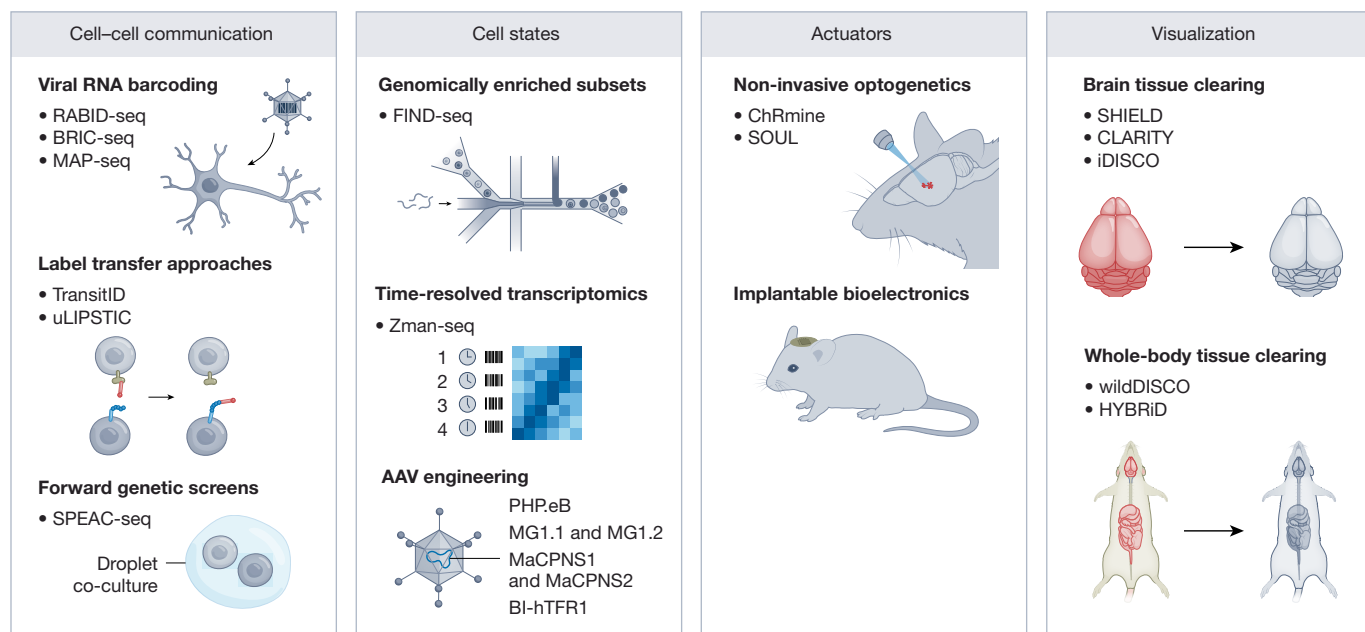 Cell–cell communication
Viral RNA barcoding
• RABID-seq
• BRIC-seq
• MAP-seq
Label transfer approaches
• TransitID
• uLIPSTIC
Forward genetic screens
• SPEAC-seq
Droplet
co-culture
Cell states
Genomically enriched subsets
• FIND-seq
Time-resolved transcriptomics
• Zman-seq
1
2
3
4
AAV engineering
PHP.eB
MG1.1 and MG1.2
MaCPNS1
and MaCPNS2
BI-hTFR1
Actuators
Non-invasive optogenetics
• ChRmine
• SOUL
Implantable bioelectronics
Visualization
Brain tissue clearing
• SHIELD
• CLARITY
• iDISCO
Whole-body tissue clearing
• wildDISCO
• HYBRiD